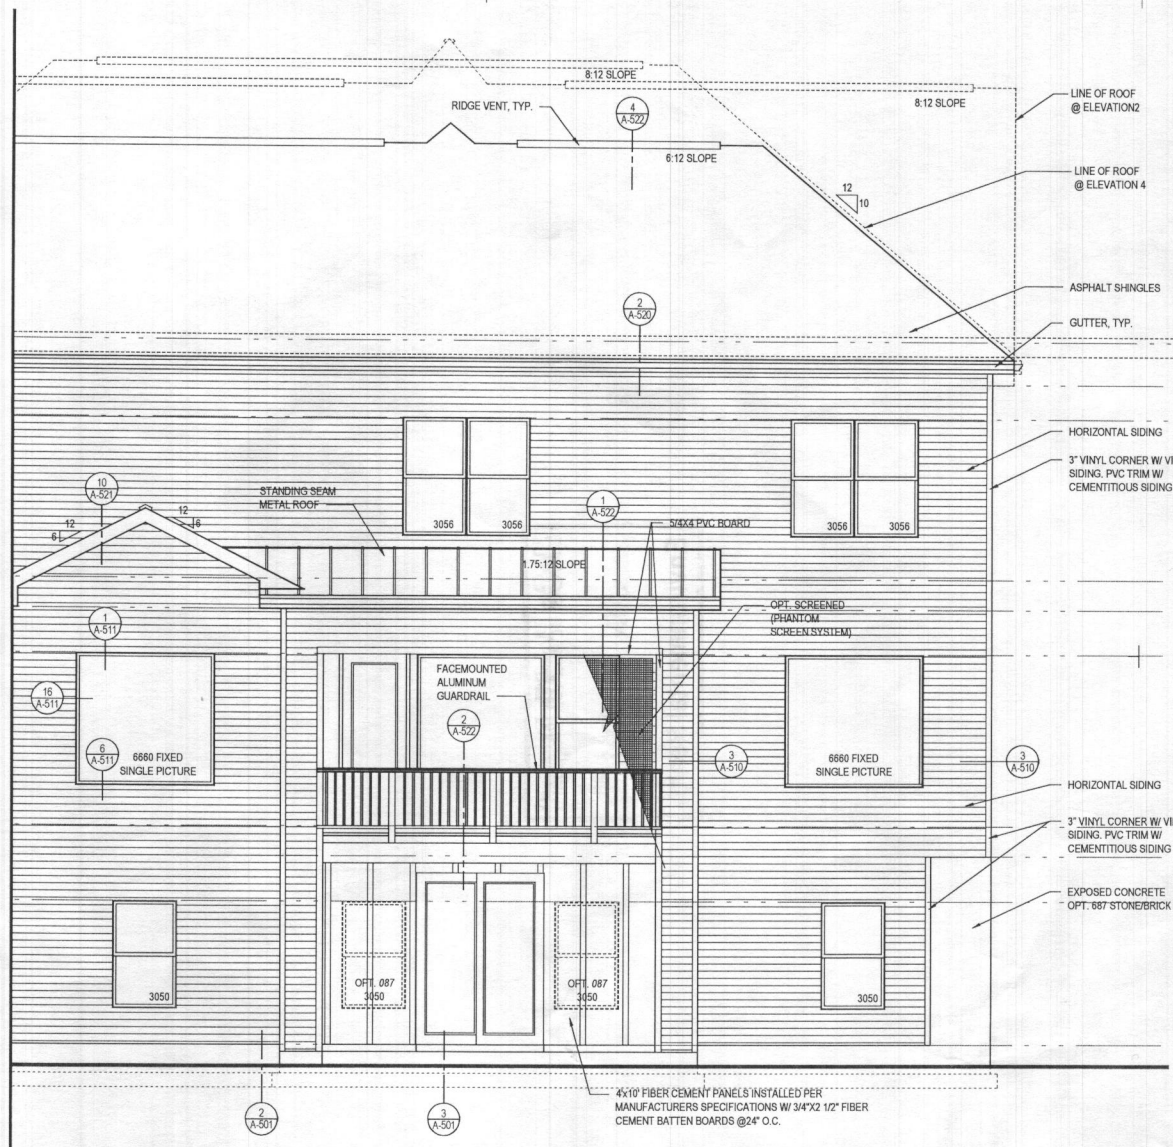 8:12 SLOPE
8:12 SLOPE
RIDGE VENT, TYP.
4
A-522
6:12 SLOPE
LINE OF ROOF
@ ELEVATION2
LINE OF ROOF
@ ELEVATION 4
12
10
ASPHALT SHINGLES
2
A-520
GUTTER, TYP.
HORIZONTAL SIDING
3" VINYL CORNER W/ VI
SIDING. PVC TRIM W/
CEMENTITIOUS SIDING
10
A-521
STANDING SEAM
METAL ROOF
12
6
12
6
3056
3056
1
A-522
5/4X4 PVC BOARD
3056
3056
1.75:12 SLOPE
OPT. SCREENED
(PHANTOM
SCREEN SYSTEM)
1
A-511
16
A-511
6
A-511
6660 FIXED
SINGLE PICTURE
FACEMOUNTED
ALUMINUM
GUARDRAIL
2
A-522
3
A-510
6660 FIXED
SINGLE PICTURE
3
A-510
HORIZONTAL SIDING
3" VINYL CORNER W/ VI
SIDING. PVC TRIM W/
CEMENTITIOUS SIDING
EXPOSED CONCRETE
OPT. 687 STONE/BRICK
3050
OPT. 087
3050
OPT. 087
3050
3050
4'x10' FIBER CEMENT PANELS INSTALLED PER
MANUFACTURERS SPECIFICATIONS W/ 3/4"X2 1/2" FIBER
CEMENT BATTEN BOARDS @24" O.C.
2
A-501
3
A-501